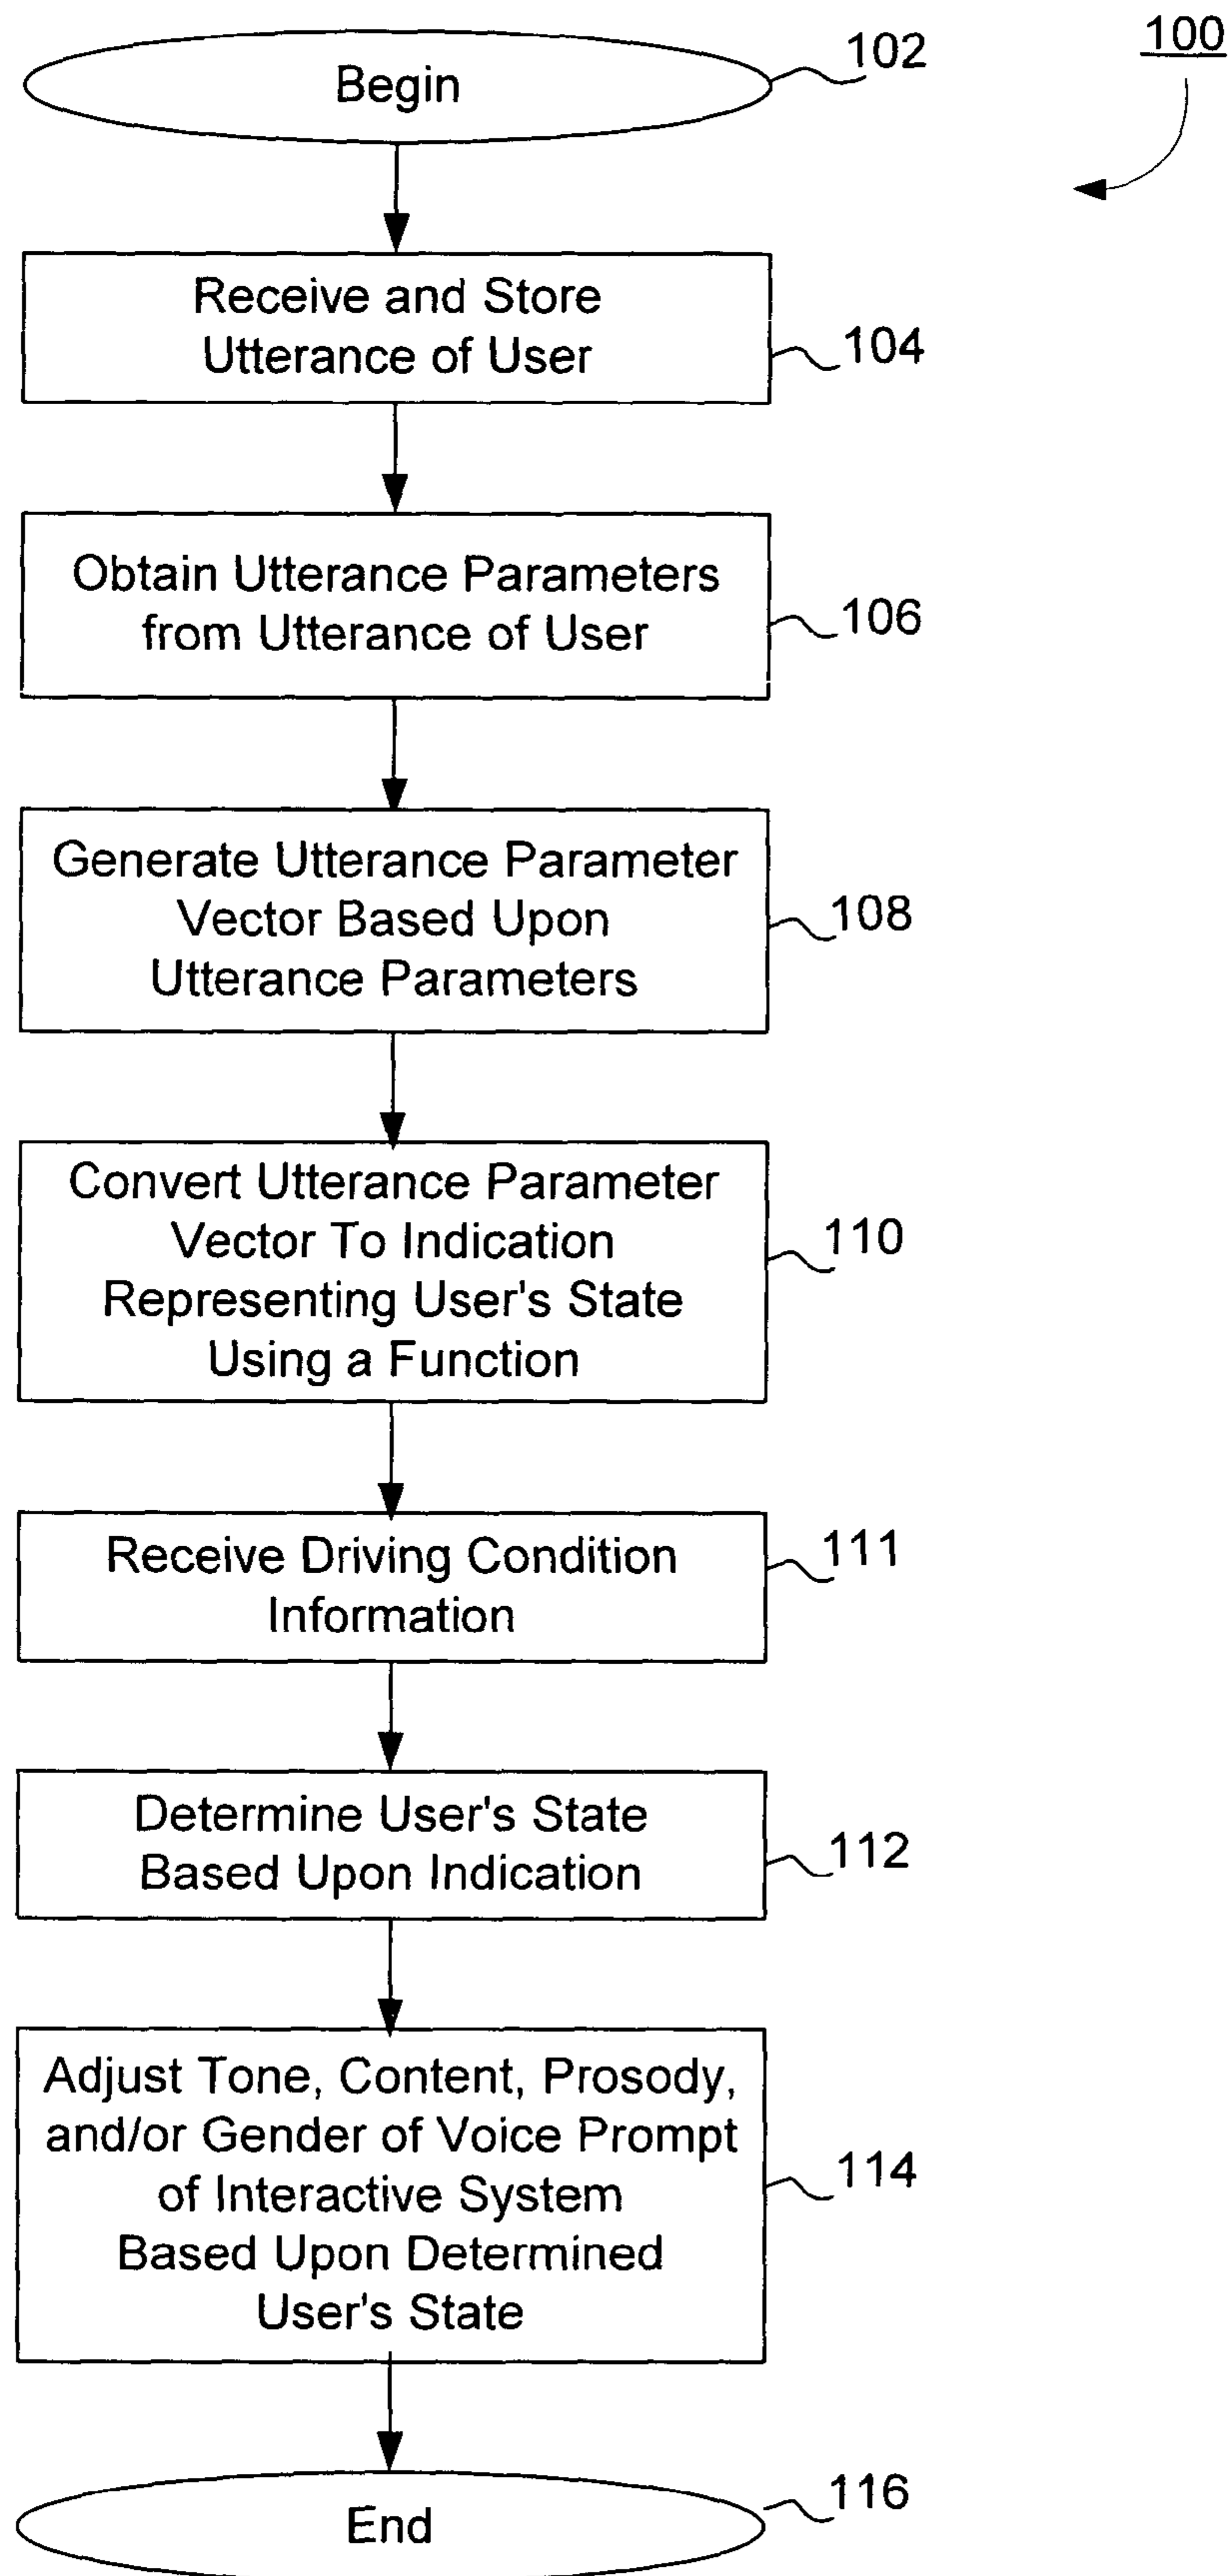 100
Begin
102
Receive and Store
Utterance of User
104
Obtain Utterance Parameters
from Utterance of User
106
Generate Utterance Parameter
Vector Based Upon
Utterance Parameters
108
Convert Utterance Parameter
Vector To Indication
Representing User's State
Using a Function
110
Receive Driving Condition
Information
111
Determine User's State
Based Upon Indication
112
Adjust Tone, Content, Prosody,
and/or Gender of Voice Prompt
of Interactive System
Based Upon Determined
User's State
114
End
116